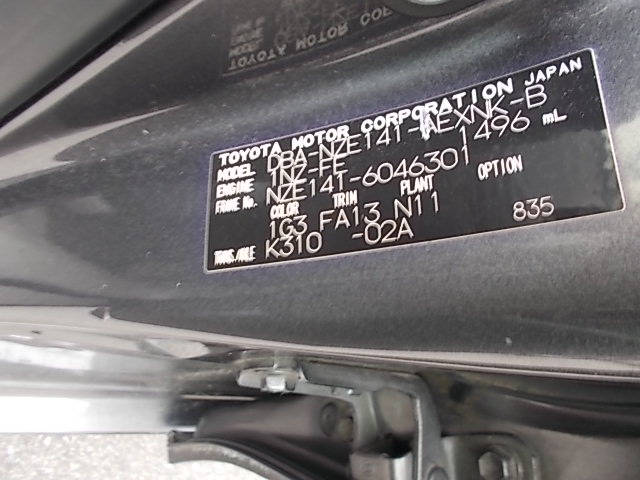 TOYOTA MOTOR CORPORATION JAPAN
MODEL DBA-NZE141-AEXNK-B
ENGINE 1NZ-FE 1496 mL
FRAME No. NZE141-6046301
COLOR TRIM PLANT OPTION
1G3 FA13 N11 835
TRANS./AXLE K310 -02A